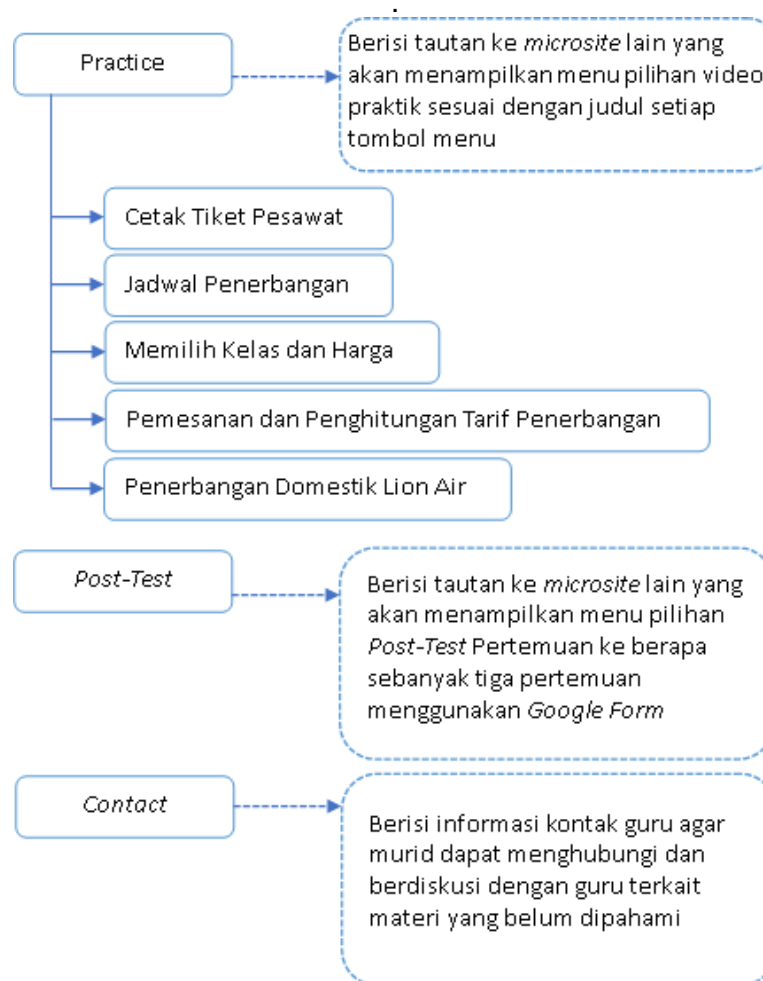 Practice
Berisi tautan ke microsite lain yang
akan menampilkan menu pilihan video
praktik sesuai dengan judul setiap
tombol menu
Cetak Tiket Pesawat
Jadwal Penerbangan
Memilih Kelas dan Harga
Pemesanan dan Penghitungan Tarif Penerbangan
Penerbangan Domestik Lion Air
Post-Test
Berisi tautan ke microsite lain yang
akan menampilkan menu pilihan
Post-Test Pertemuan ke berapa
sebanyak tiga pertemuan
menggunakan Google Form
Contact
Berisi informasi kontak guru agar
murid dapat menghubungi dan
berdiskusi dengan guru terkait
materi yang belum dipahami